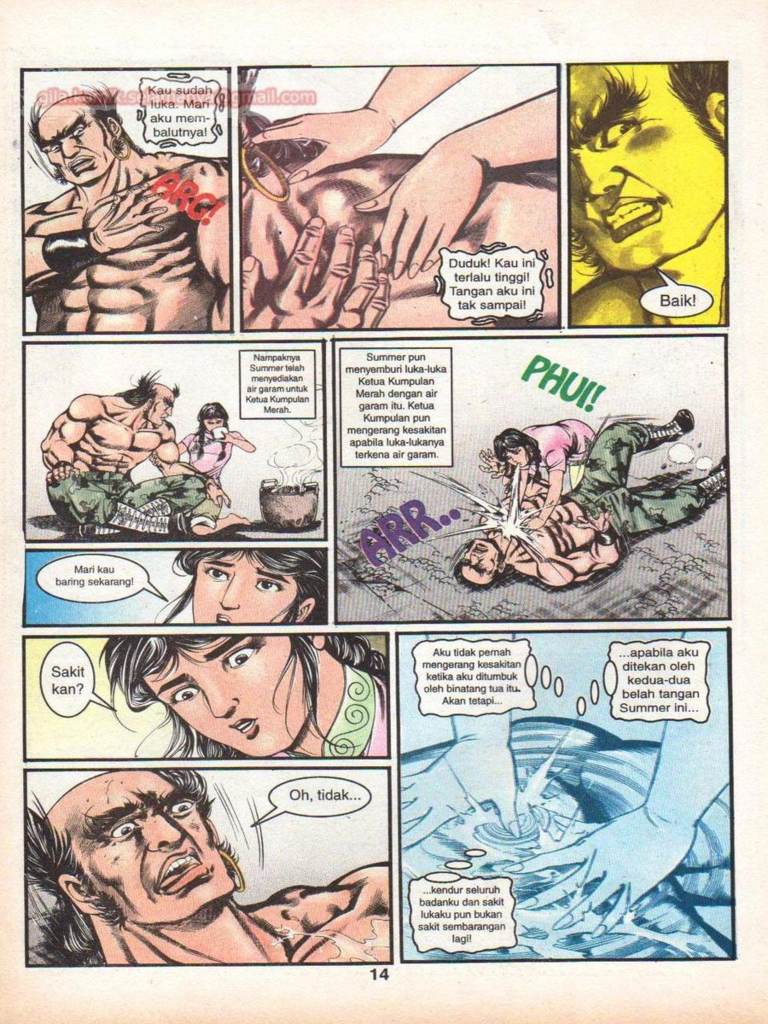 Kau sudah
luka. Mari
aku mem-
balutnya!
ARG!
Duduk! Kau ini
terlalu tinggi!
Tangan aku ini
tak sampai!
Baik!
Nampaknya
Summer telah
menyediakan
air garam untuk
Ketua Kumpulan
Merah.
Mari kau
baring sekarang!
Summer pun
menyemburi luka-luka
Ketua Kumpulan
Merah dengan air
garam itu. Ketua
Kumpulan pun
mengerang kesakitan
apabila luka-lukanya
terkena air garam.
PHUI!
ARR..
Sakit
kan?
Oh, tidak...
Aku tidak pernah
mengerang kesakitan
ketika aku ditumbuk
oleh binatang tua itu.
Akan tetapi...
...apabila aku
ditekan oleh
kedua-dua
belah tangan
Summer ini...
...kendur seluruh
badanku dan sakit
lukaku pun bukan
sakit sembarangan
lagi!
14